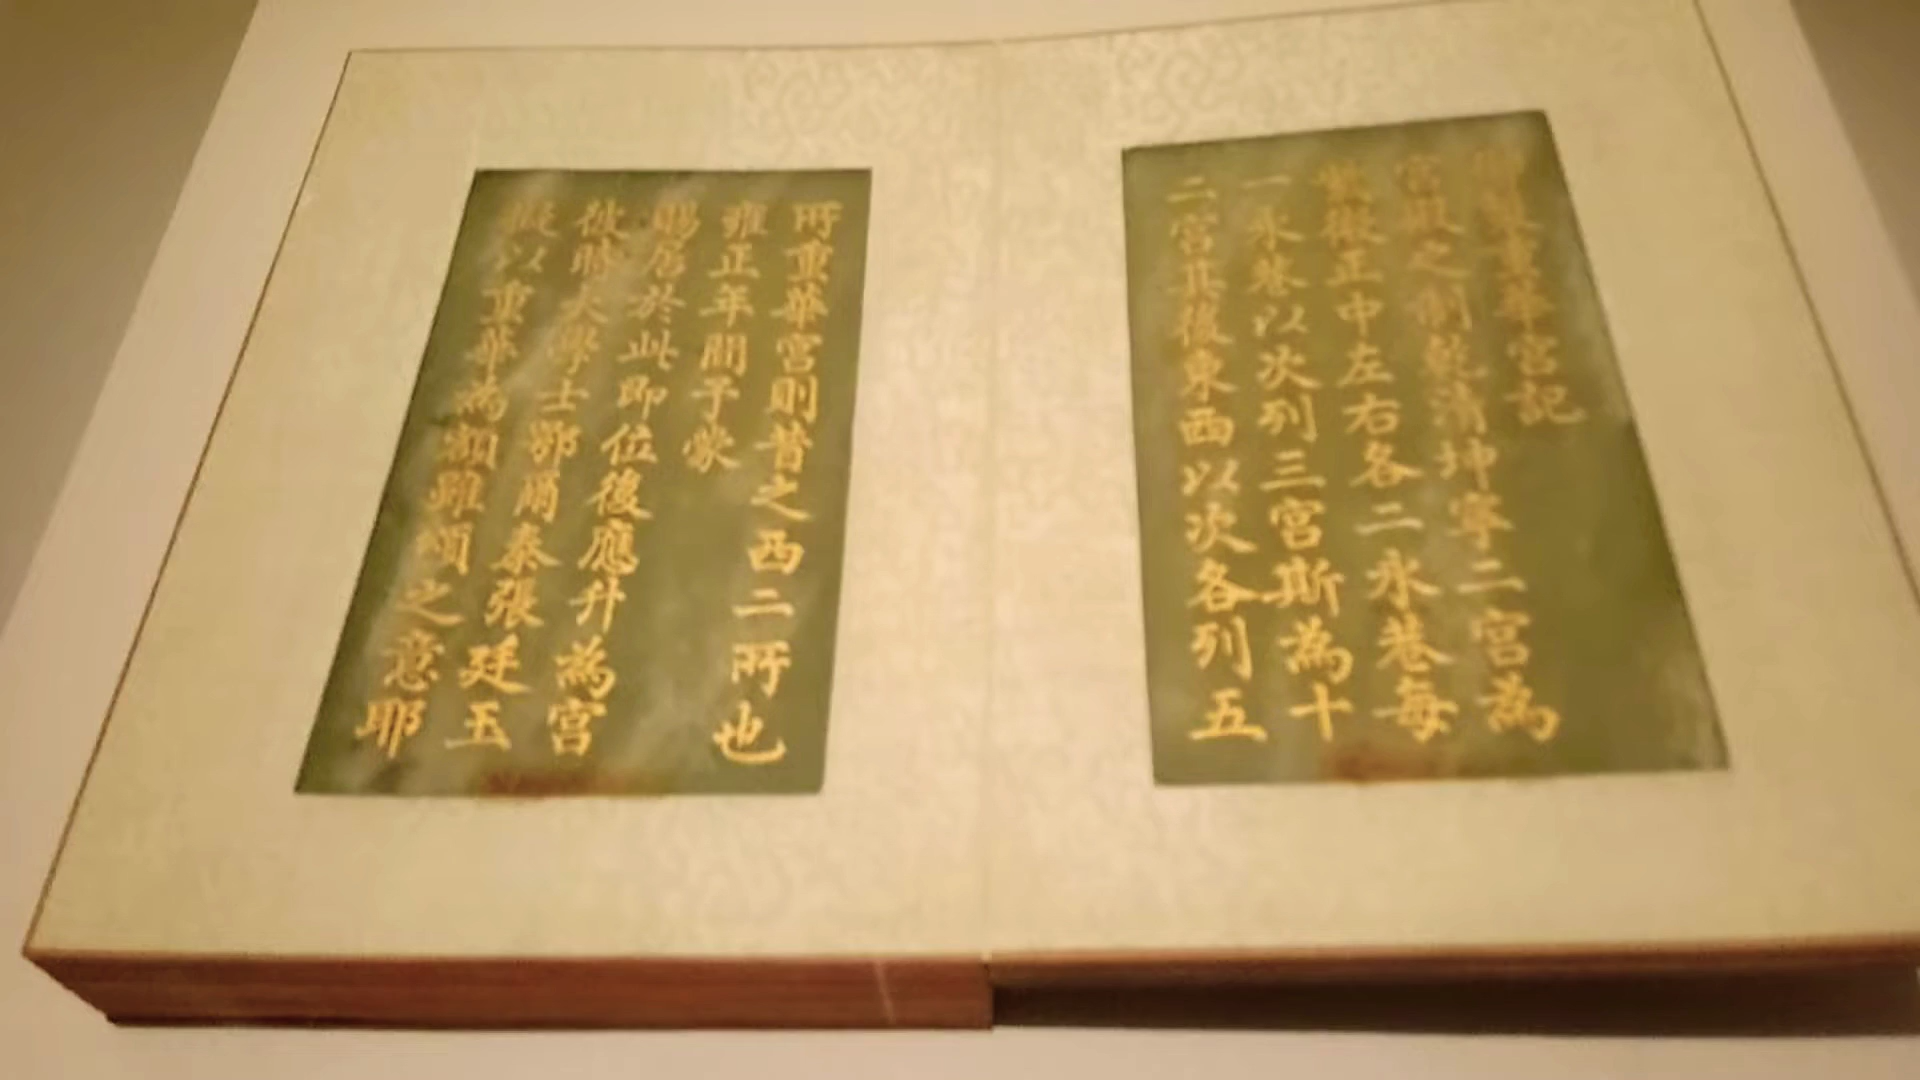 御製重華宮記
宮殿之制乾清坤寧二宮為
紫微正中左右各二永巷每
一永巷以次列三宮斯為十
二宮其後東西以次各列五
所重華宮則昔之西二所也
雍正年間予蒙
賜居於此即位後應升為宮
彼時大學士鄂爾泰張廷玉
擬以重華為額雖頌之意耶